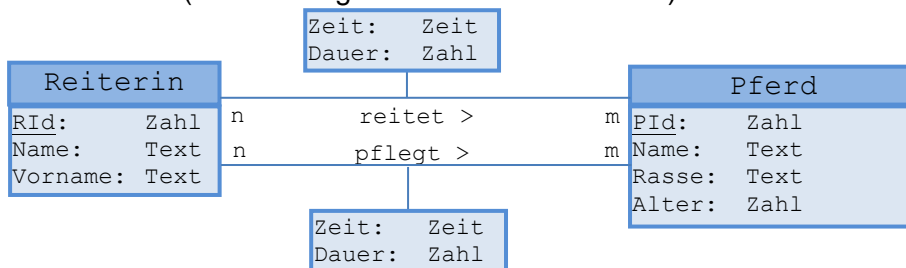 Zeit: Zeit
Dauer: Zahl
Reiterin
RId: Zahl
Name: Text
Vorname: Text
n reitet > m
n pflegt > m
Pferd
PId: Zahl
Name: Text
Rasse: Text
Alter: Zahl
Zeit: Zeit
Dauer: Zahl